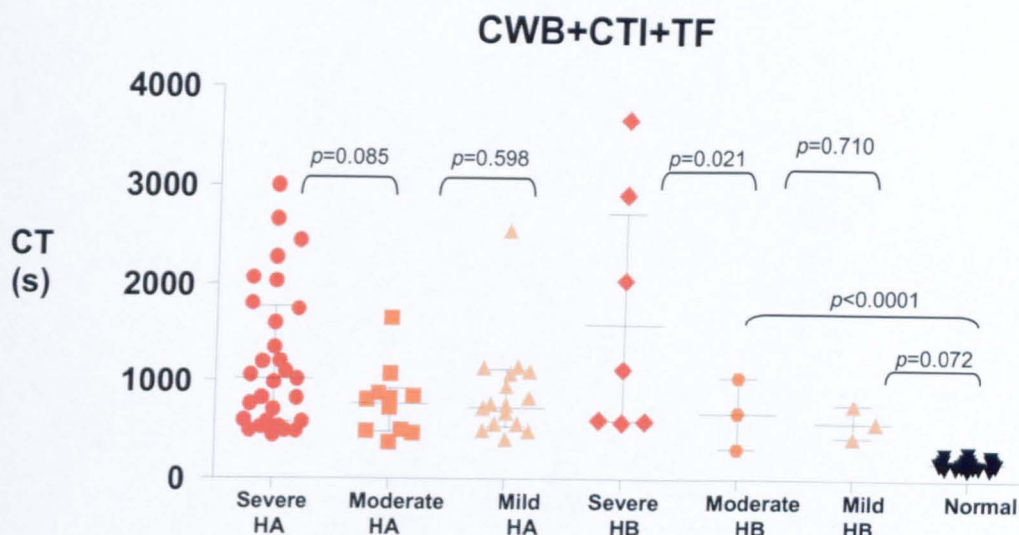 CWB+CTI+TF
4000
3000
2000
1000
0
CT
(s)
p=0.085
p=0.598
p=0.021
p=0.710
p<0.0001
p=0.072
Severe
HA
Moderate
HA
Mild
HA
Severe
HB
Moderate
HB
Mild
HB
Normal